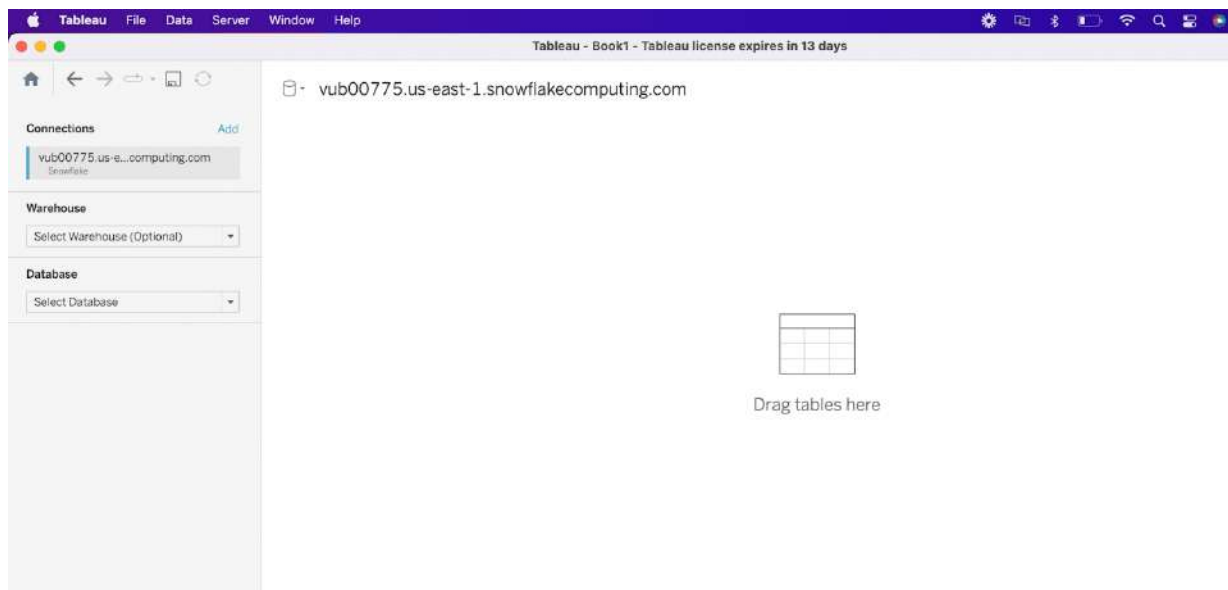 Tableau File Data Server Window Help
Tableau - Book1 - Tableau license expires in 13 days
vub00775.us-east-1.snowflakecomputing.com
Connections Add
vub00775.us-e...computing.com
Snowflake
Warehouse
Select Warehouse (Optional)
Database
Select Database
Drag tables here